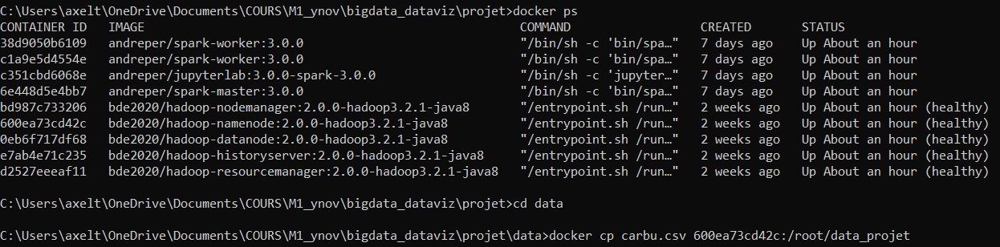 C:\Users\axelt\OneDrive\Documents\COURS\M1_ynov\bigdata_dataviz\projet>docker ps
CONTAINER ID   IMAGE                                                    COMMAND                  CREATED       STATUS
38d9050b6109   andreper/spark-worker:3.0.0                              "/bin/sh -c 'bin/spa…"   7 days ago    Up About an hour
c1a9e5d4554e   andreper/spark-worker:3.0.0                              "/bin/sh -c 'bin/spa…"   7 days ago    Up About an hour
c351cbd6068e   andreper/jupyterlab:3.0.0-spark-3.0.0                    "/bin/sh -c 'jupyter…"   7 days ago    Up About an hour
6e448d5e4bb7   andreper/spark-master:3.0.0                              "/bin/sh -c 'bin/spa…"   7 days ago    Up About an hour
bd987c733206   bde2020/hadoop-nodemanager:2.0.0-hadoop3.2.1-java8       "/entrypoint.sh /run…"   2 weeks ago   Up About an hour (healthy)
600ea73cd42c   bde2020/hadoop-namenode:2.0.0-hadoop3.2.1-java8          "/entrypoint.sh /run…"   2 weeks ago   Up About an hour (healthy)
0eb6f717df68   bde2020/hadoop-datanode:2.0.0-hadoop3.2.1-java8          "/entrypoint.sh /run…"   2 weeks ago   Up About an hour (healthy)
e7ab4e71c235   bde2020/hadoop-historyserver:2.0.0-hadoop3.2.1-java8     "/entrypoint.sh /run…"   2 weeks ago   Up About an hour (healthy)
d2527eeeaf11   bde2020/hadoop-resourcemanager:2.0.0-hadoop3.2.1-java8   "/entrypoint.sh /run…"   2 weeks ago   Up About an hour (healthy)
C:\Users\axelt\OneDrive\Documents\COURS\M1_ynov\bigdata_dataviz\projet>cd data
C:\Users\axelt\OneDrive\Documents\COURS\M1_ynov\bigdata_dataviz\projet\data>docker cp carbu.csv 600ea73cd42c:/root/data_projet